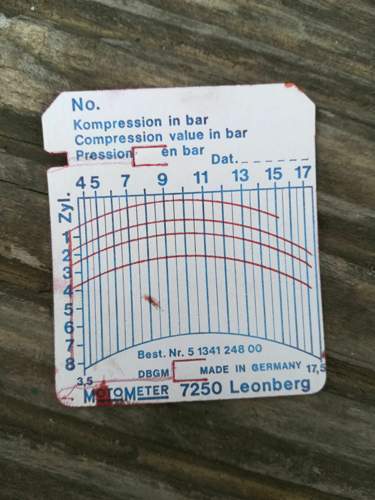 No.
Kompression in bar
Compression value in bar
Pression en bar
Dat.
4 5 7 9 11 13 15 17
Zyl.
1
2
3
4
5
6
7
8
3,5
17,5
Best. Nr. 5 1341 248 00
DBGM MADE IN GERMANY
MOTOMETER 7250 Leonberg